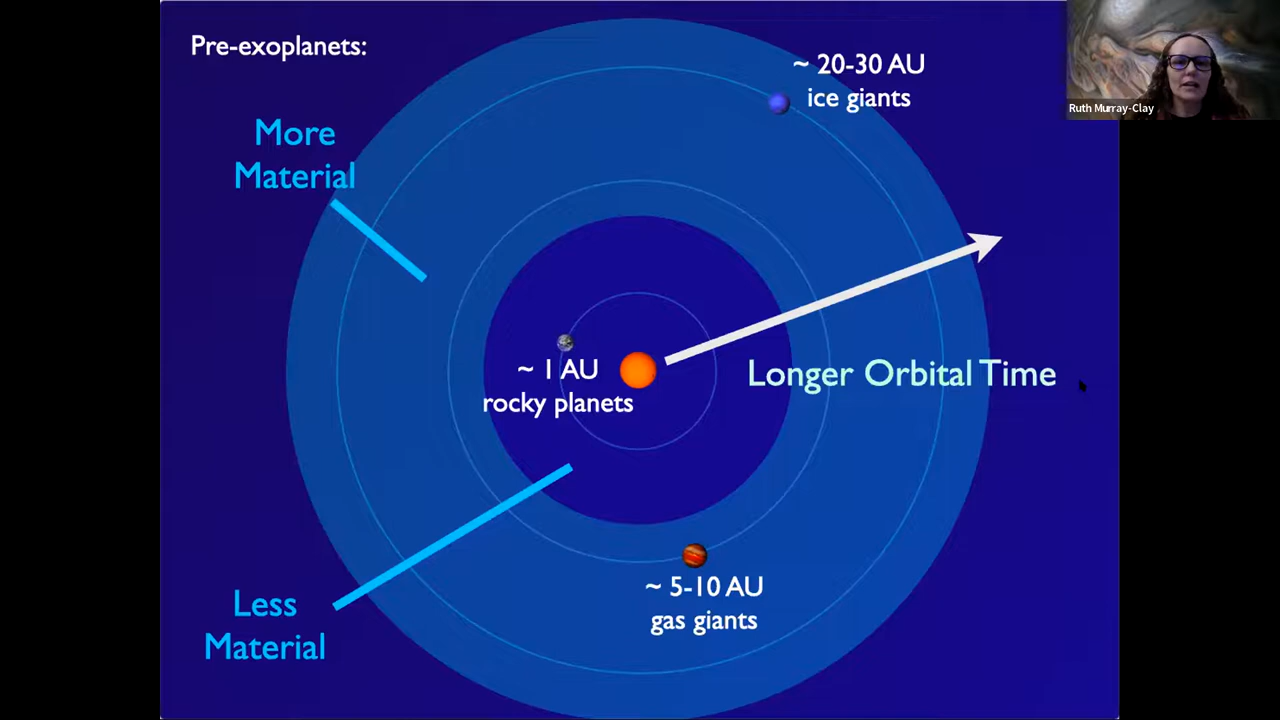 Pre-exoplanets:
~ 20-30 AU
ice giants
Ruth Murray-Clay
More
Material
~ 1 AU
rocky planets
Longer Orbital Time
~ 5-10 AU
gas giants
Less
Material